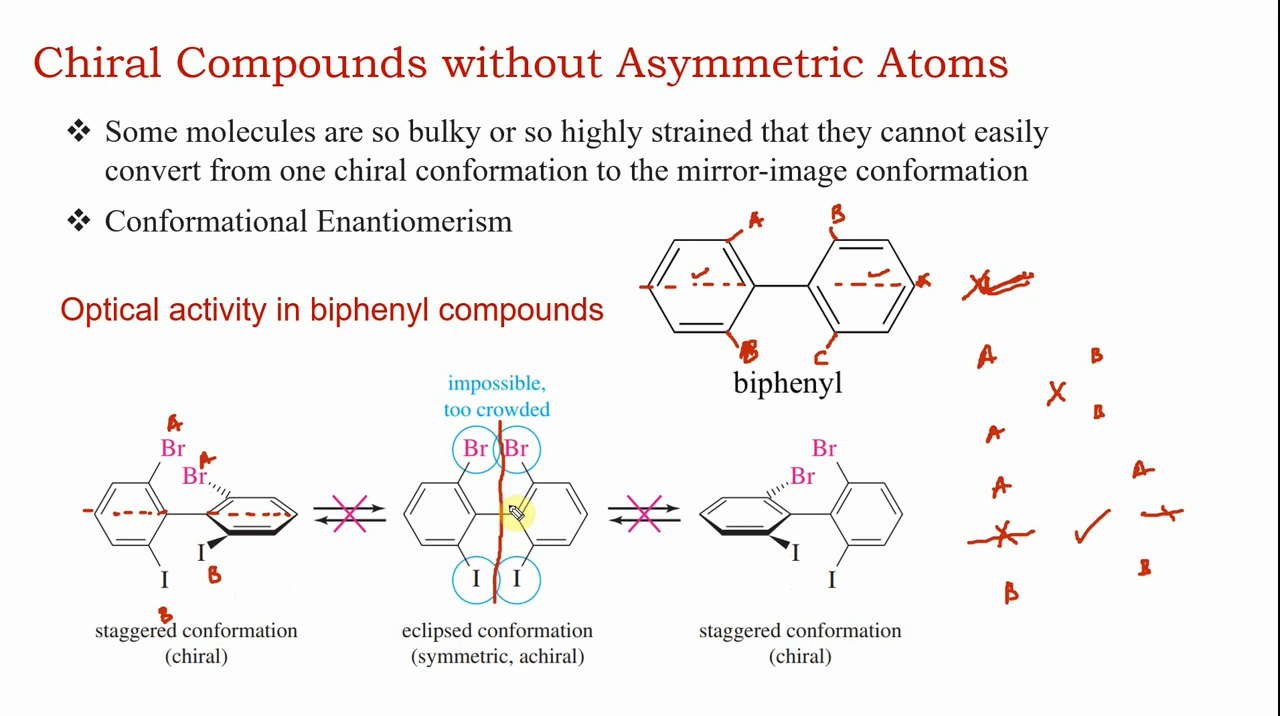 Chiral Compounds without Asymmetric Atoms
❖ Some molecules are so bulky or so highly strained that they cannot easily
convert from one chiral conformation to the mirror-image conformation
❖ Conformational Enantiomerism
A B
Optical activity in biphenyl compounds
B C
biphenyl
A B
B
A
A A
B B
impossible,
too crowded
A
Br
A
Br
I
B
I
B
staggered conformation
(chiral)
Br Br
I I
eclipsed conformation
(symmetric, achiral)
Br
Br
I
I
staggered conformation
(chiral)